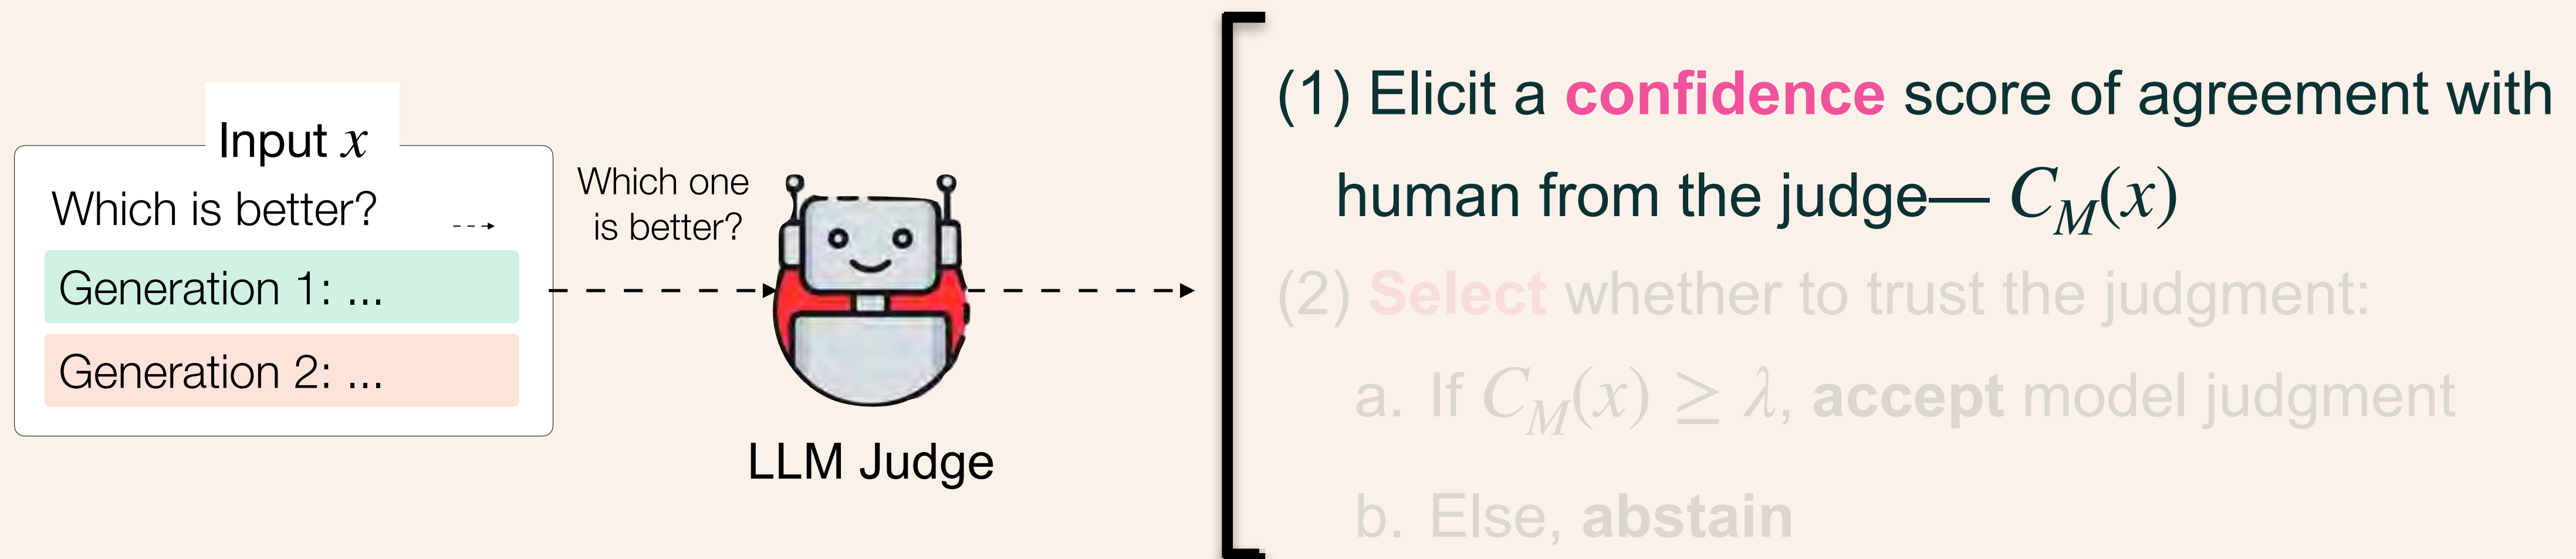 Input x
Which is better?
Generation 1: ...
Generation 2: ...
Which one
is better?
LLM Judge
(1) Elicit a confidence score of agreement with
human from the judge— C_M(x)
(2) Select whether to trust the judgment:
a. If C_M(x) ≥ λ, accept model judgment
b. Else, abstain